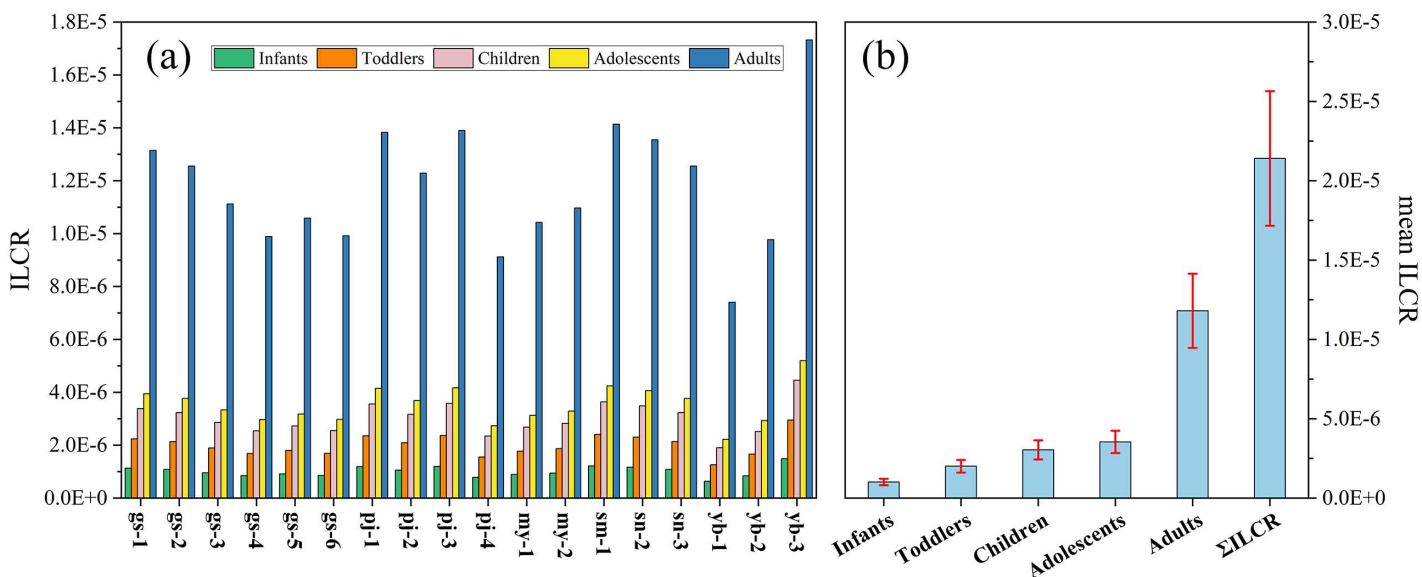 (a)
Infants Toddlers Children Adolescents Adults
ILCR
1.8E-5
1.6E-5
1.4E-5
1.2E-5
1.0E-5
8.0E-6
6.0E-6
4.0E-6
2.0E-6
0.0E+0
gs-1 gs-2 gs-3 gs-4 gs-5 gs-6 pj-1 pj-2 pj-3 pj-4 my-1 my-2 sm-1 sn-2 sn-3 yb-1 yb-2 yb-3
(b)
3.0E-5
2.5E-5
2.0E-5
1.5E-5
1.0E-5
5.0E-6
0.0E+0
mean ILCR
Infants Toddlers Children Adolescents Adults ΣILCR